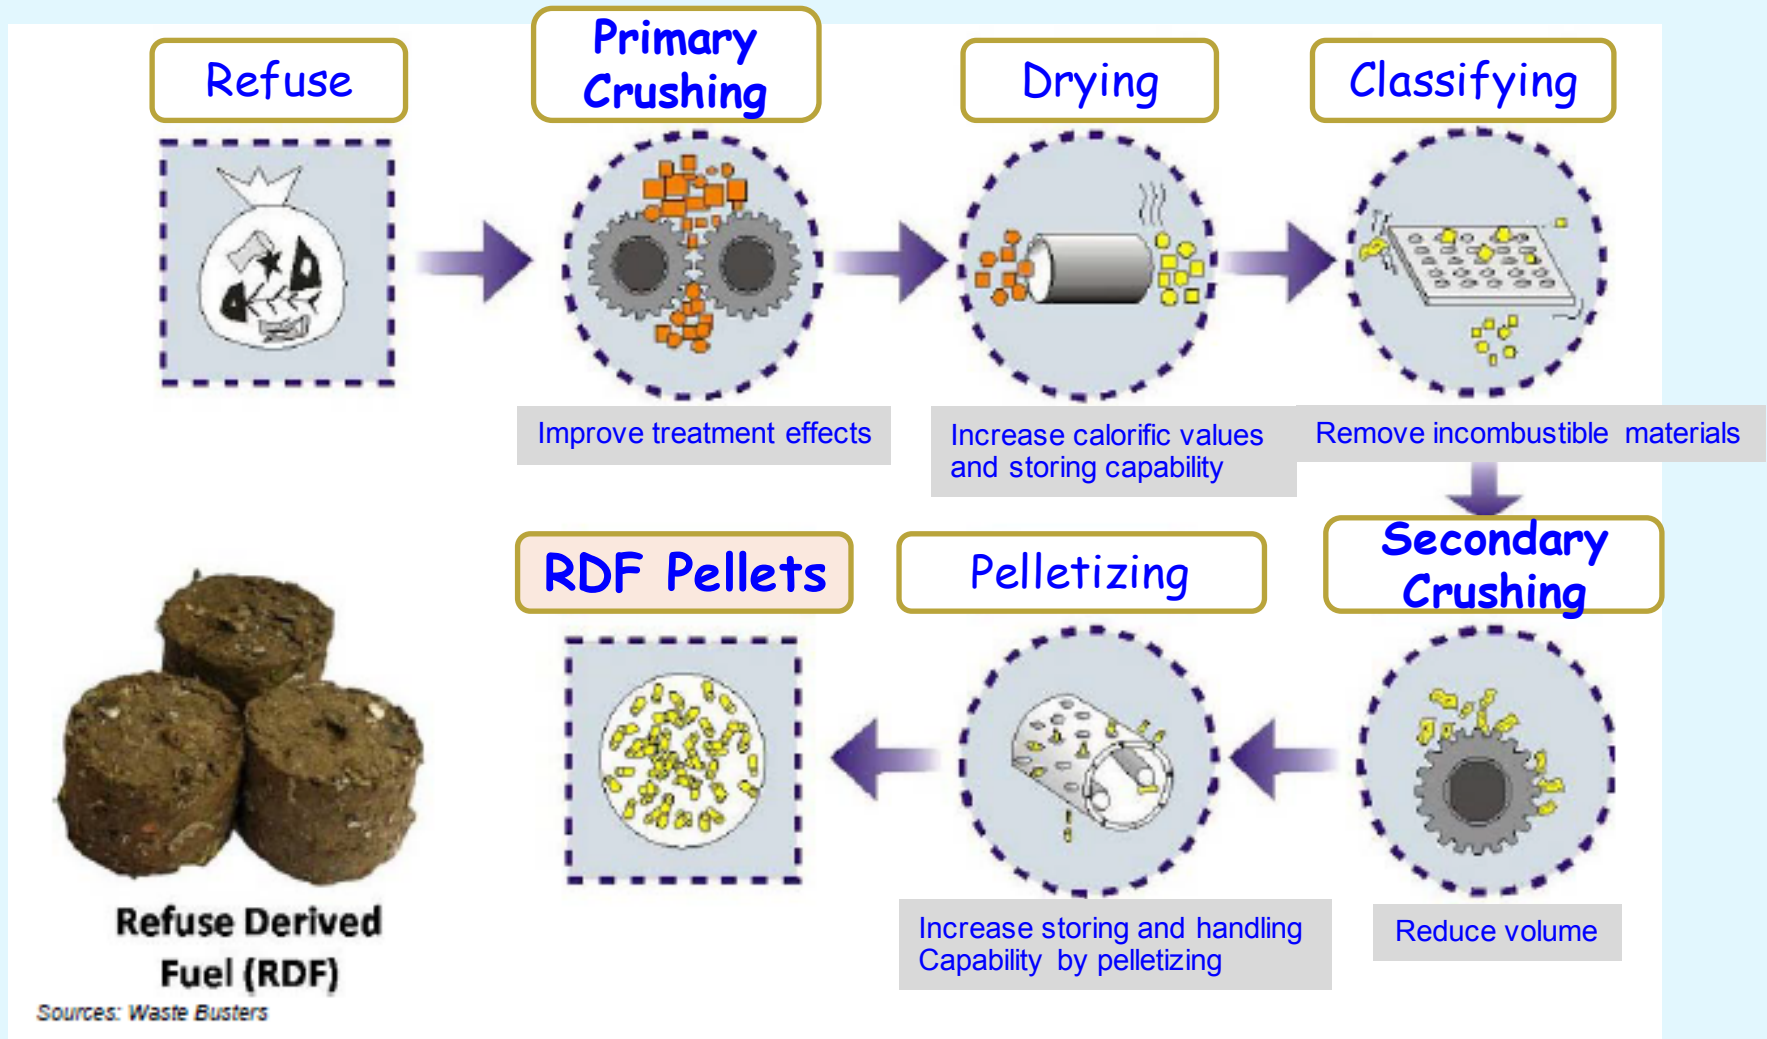 Refuse
Primary
Crushing
Drying
Classifying
Improve treatment effects
Increase calorific values
and storing capability
Remove incombustible materials
RDF Pellets
Pelletizing
Secondary
Crushing
Increase storing and handling
Capability by pelletizing
Reduce volume
Refuse Derived
Fuel (RDF)
Sources: Waste Busters